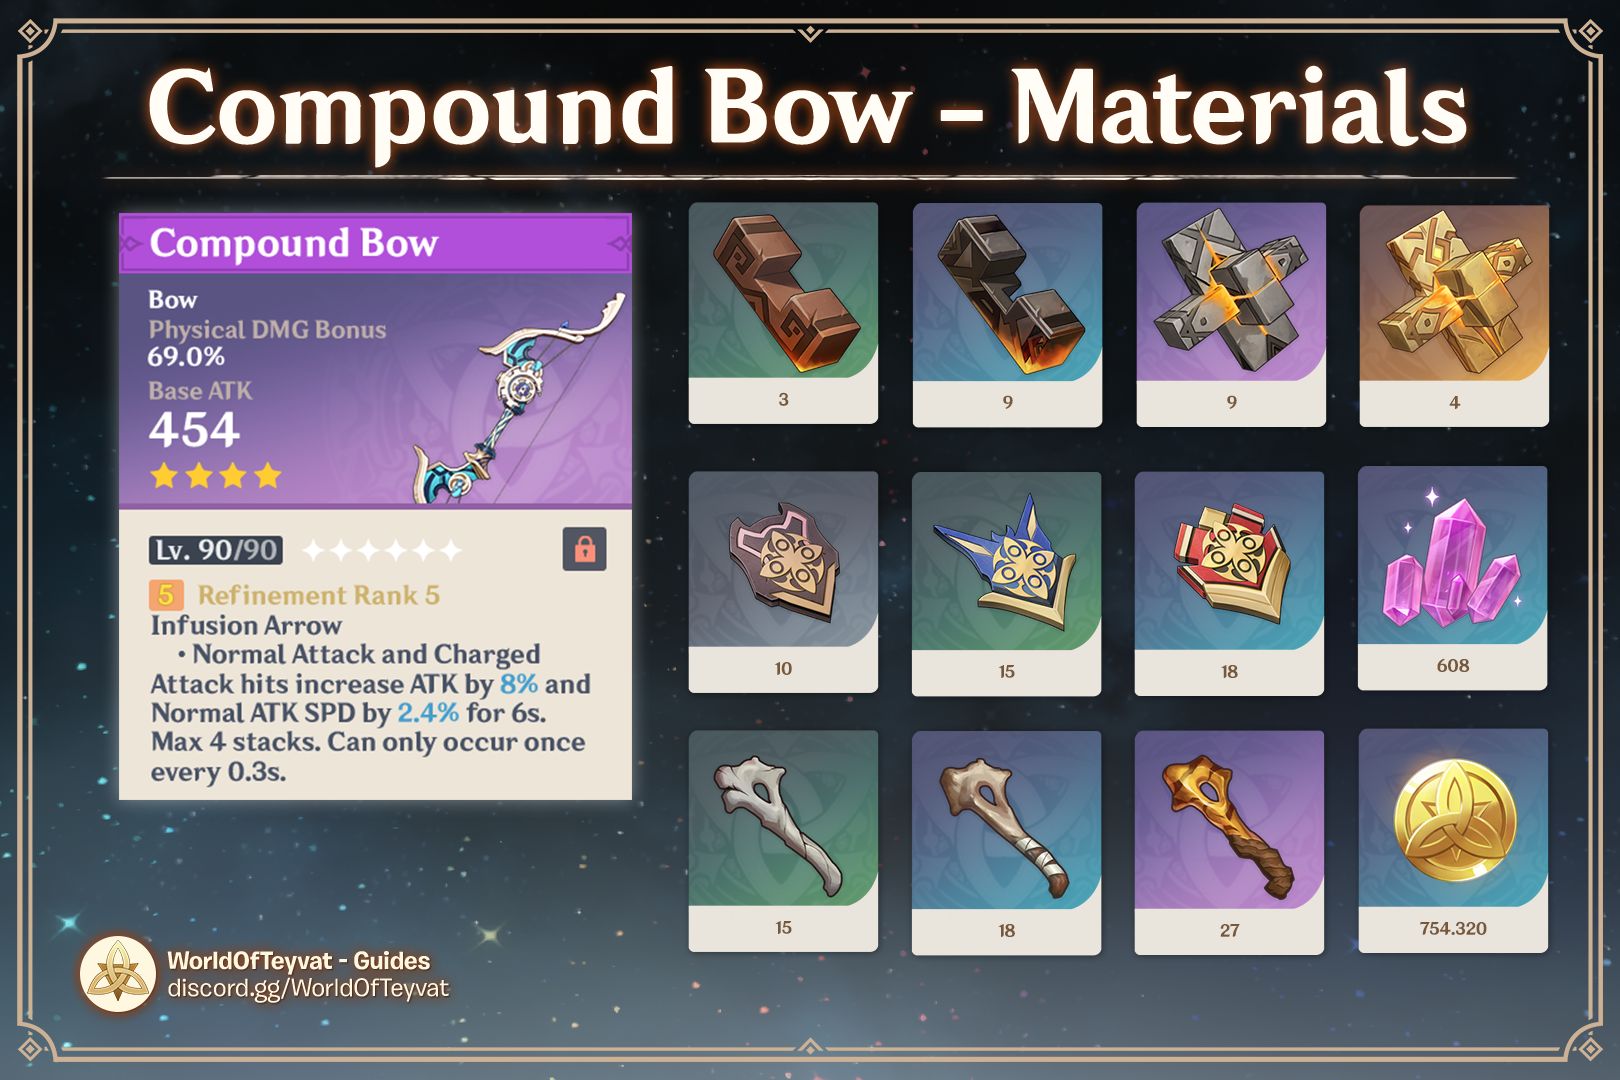 Compound Bow - Materials
Compound Bow
Bow
Physical DMG Bonus
69.0%
Base ATK
454
Lv. 90/90
5 Refinement Rank 5
Infusion Arrow
• Normal Attack and Charged
Attack hits increase ATK by 8% and
Normal ATK SPD by 2.4% for 6s.
Max 4 stacks. Can only occur once
every 0.3s.
3
9
9
4
10
15
18
608
15
18
27
754.320
WorldOfTeyvat - Guides
discord.gg/WorldOfTeyvat